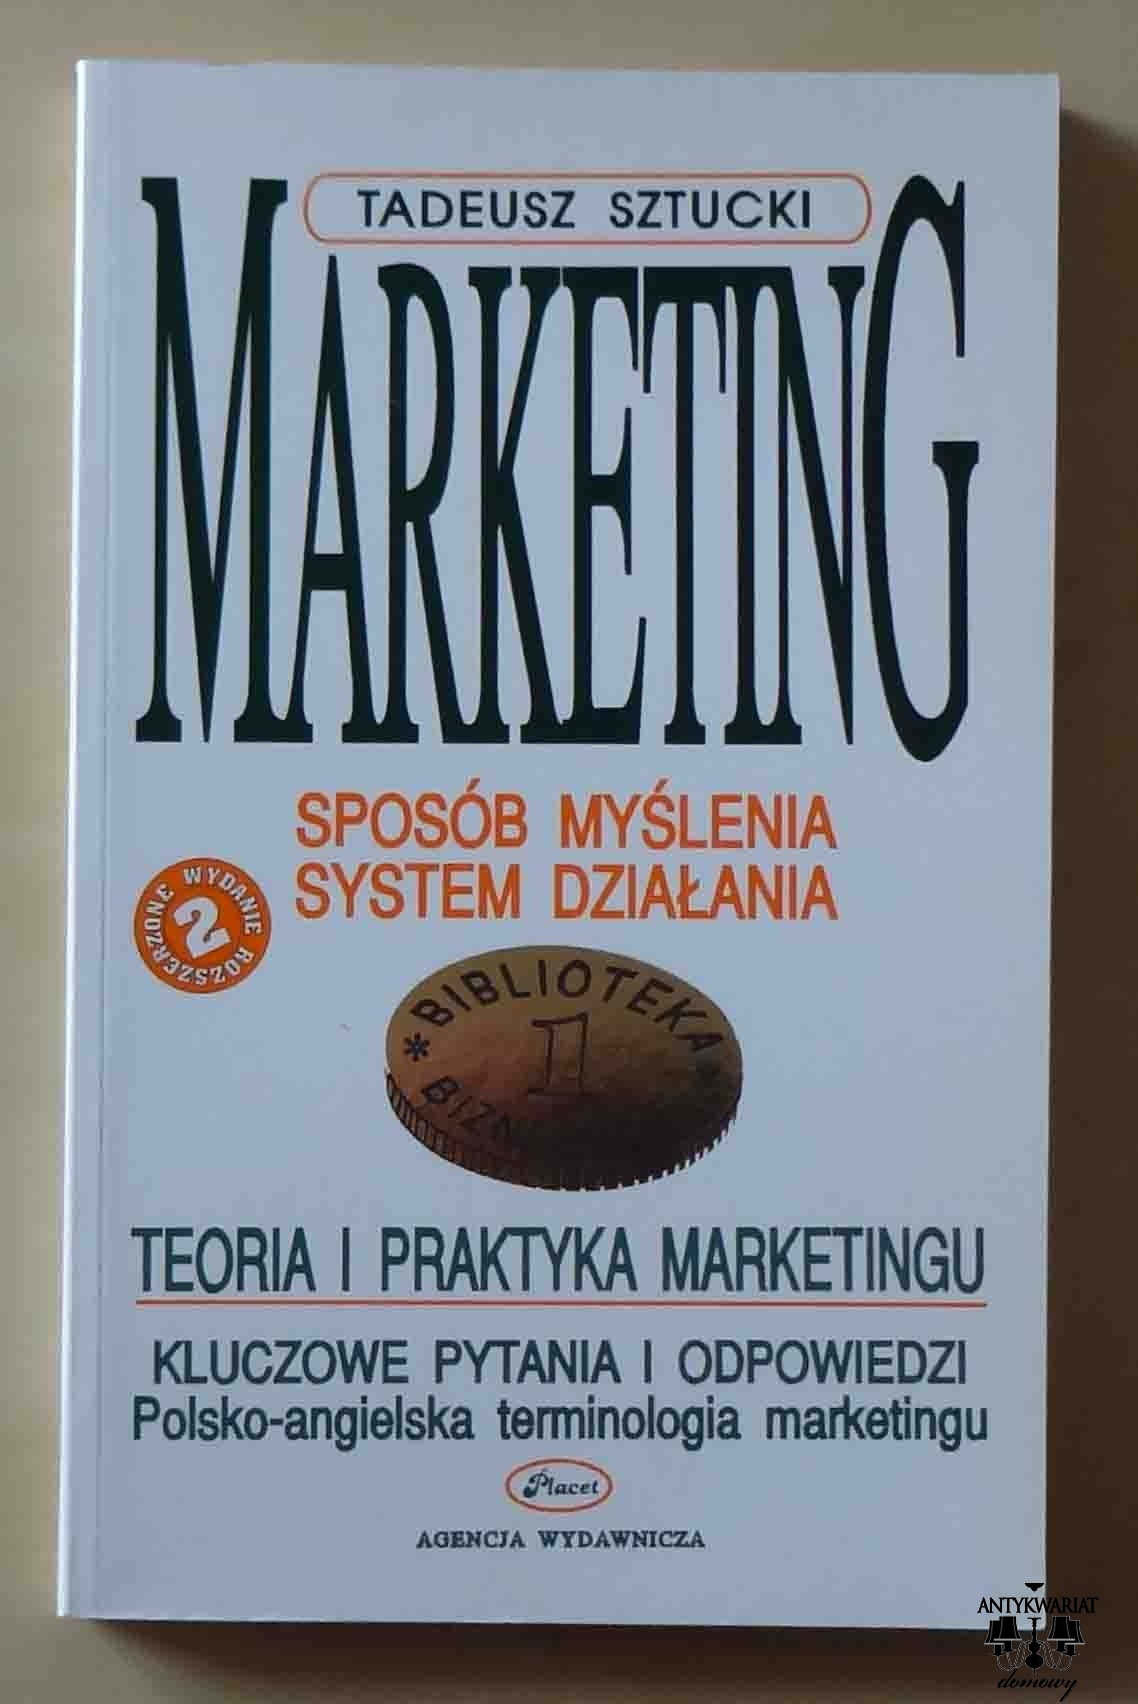 TADEUSZ SZTUCKI
MARKETING
SPOSÓB MYŚLENIA
SYSTEM DZIAŁANIA
WYDANIE ROZSZERZONE
2
* BIBLIOTEKA
1
TEORIA I PRAKTYKA MARKETINGU
KLUCZOWE PYTANIA I ODPOWIEDZI
Polsko-angielska terminologia marketingu
Placet
AGENCJA WYDAWNICZA
ANTYKWARIAT
domowy